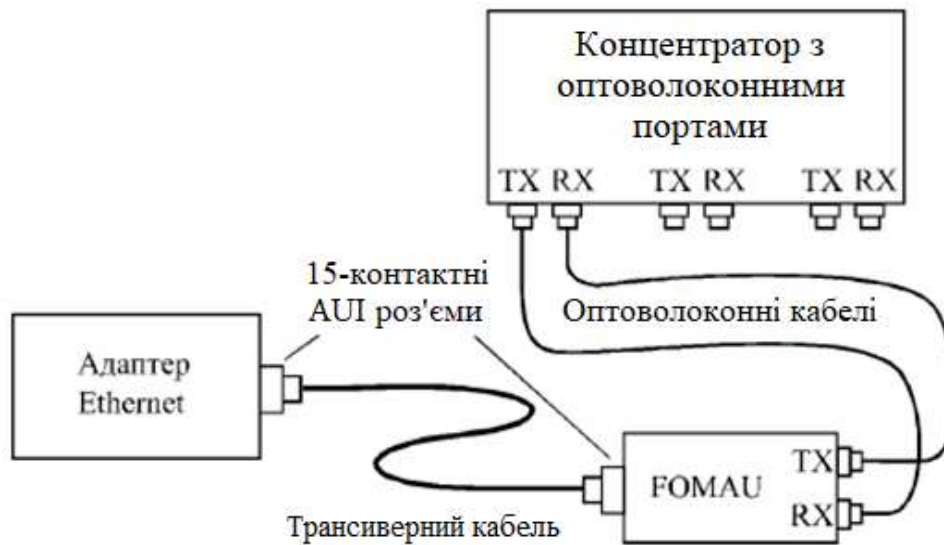 Концентратор з
оптоволоконними
портами
TX RX TX RX TX RX
15-контактні
AUI роз'єми
Оптоволоконні кабелі
Адаптер
Ethernet
FOMAU
TX
RX
Трансиверний кабель